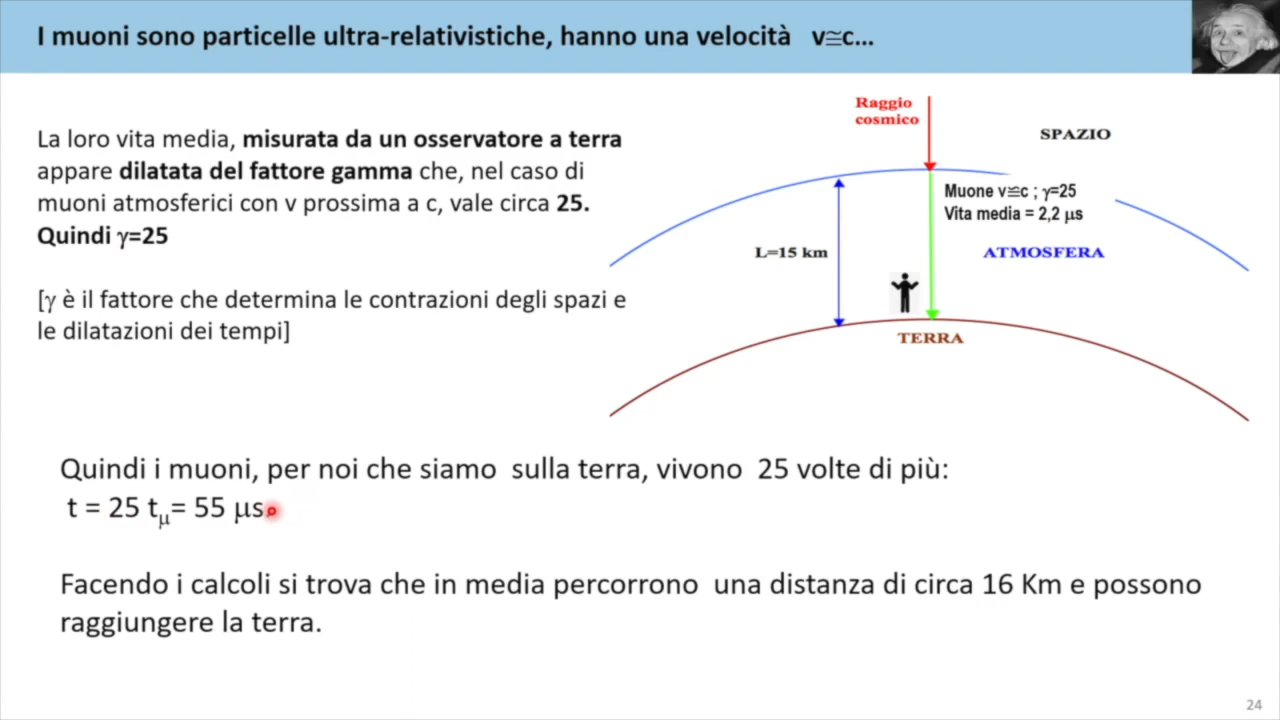 I muoni sono particelle ultra-relativistiche, hanno una velocità v≅c...
La loro vita media, misurata da un osservatore a terra
appare dilatata del fattore gamma che, nel caso di
muoni atmosferici con v prossima a c, vale circa 25.
Quindi γ=25
[γ è il fattore che determina le contrazioni degli spazi e
le dilatazioni dei tempi]
Raggio
cosmico
SPAZIO
Muone v≅c ; γ=25
Vita media = 2,2 μs
L=15 km
ATMOSFERA
TERRA
Quindi i muoni, per noi che siamo sulla terra, vivono 25 volte di più:
t = 25 tμ= 55 μs
Facendo i calcoli si trova che in media percorrono una distanza di circa 16 Km e possono
raggiungere la terra.
24